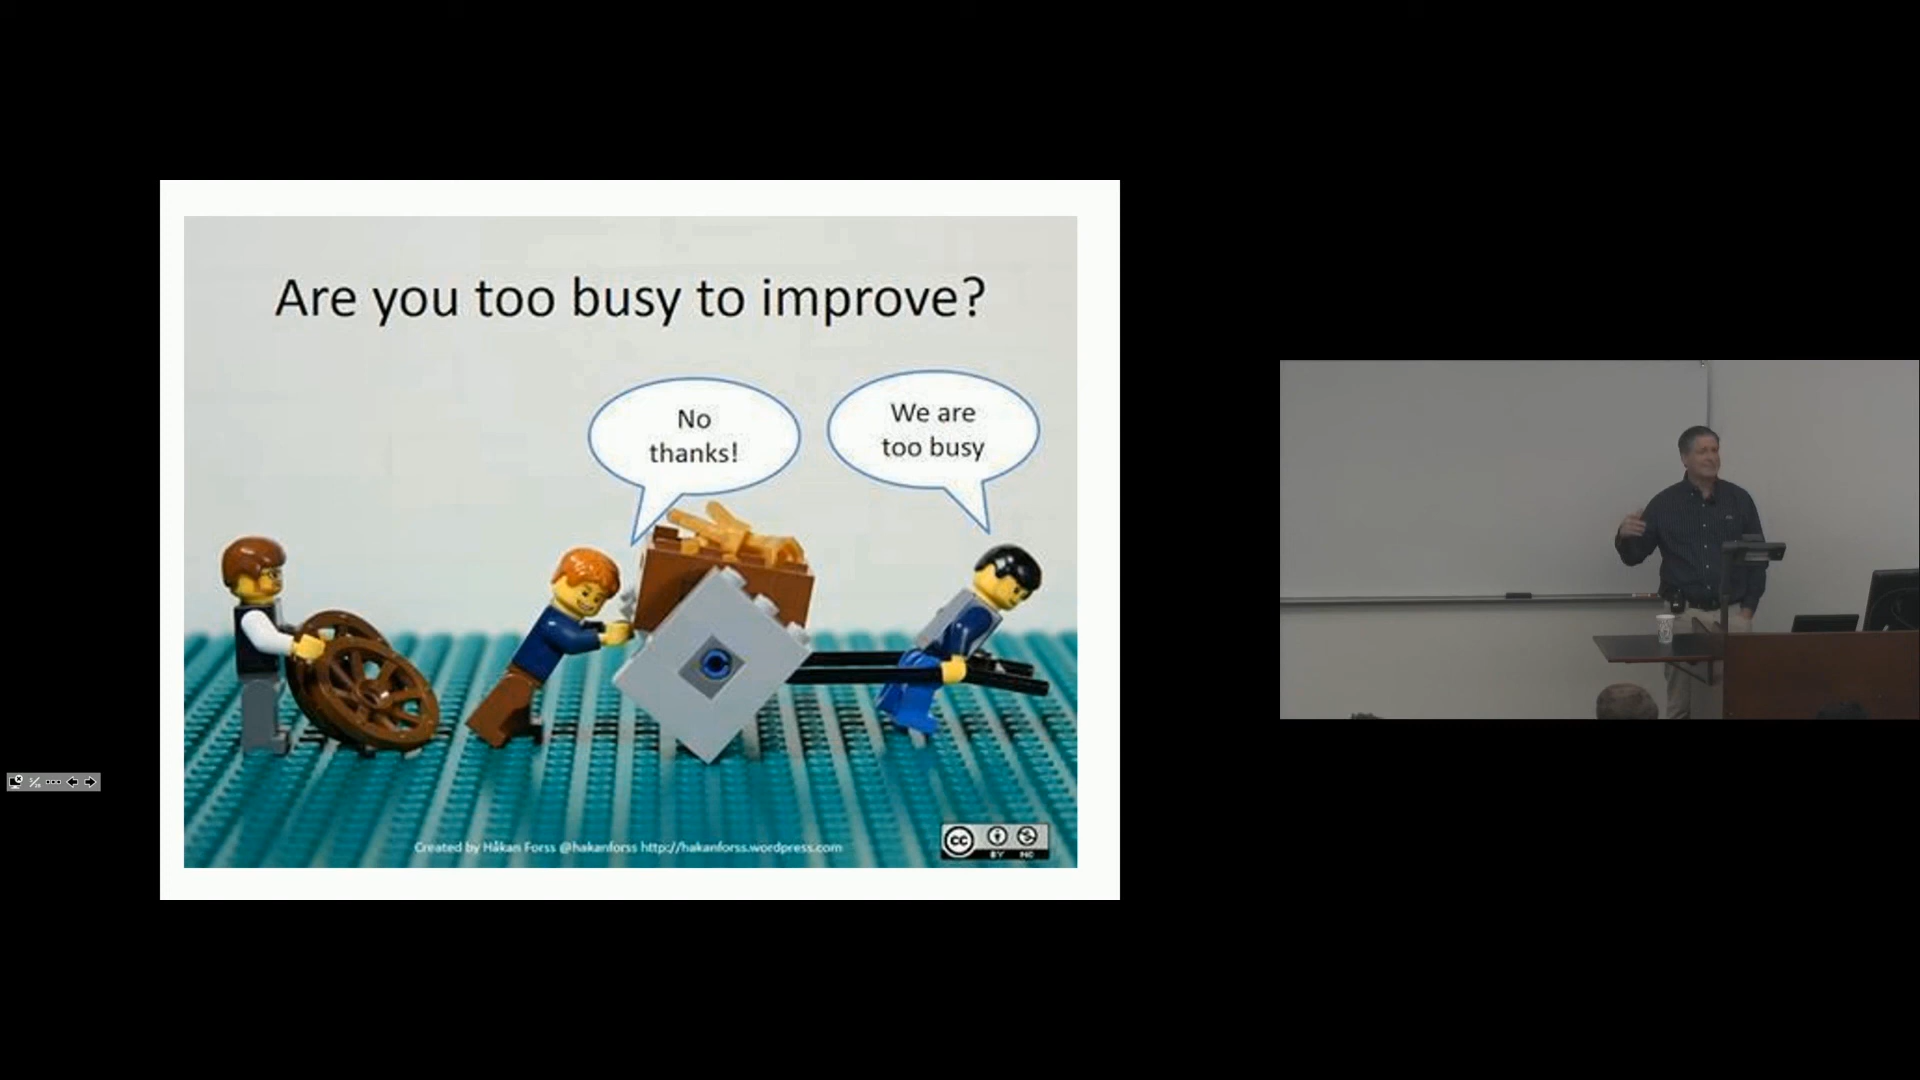 Are you too busy to improve?
No
thanks!
We are
too busy
Created by Håkan Forss @hakanforss http://hakanforss.wordpress.com
CC
BY NC